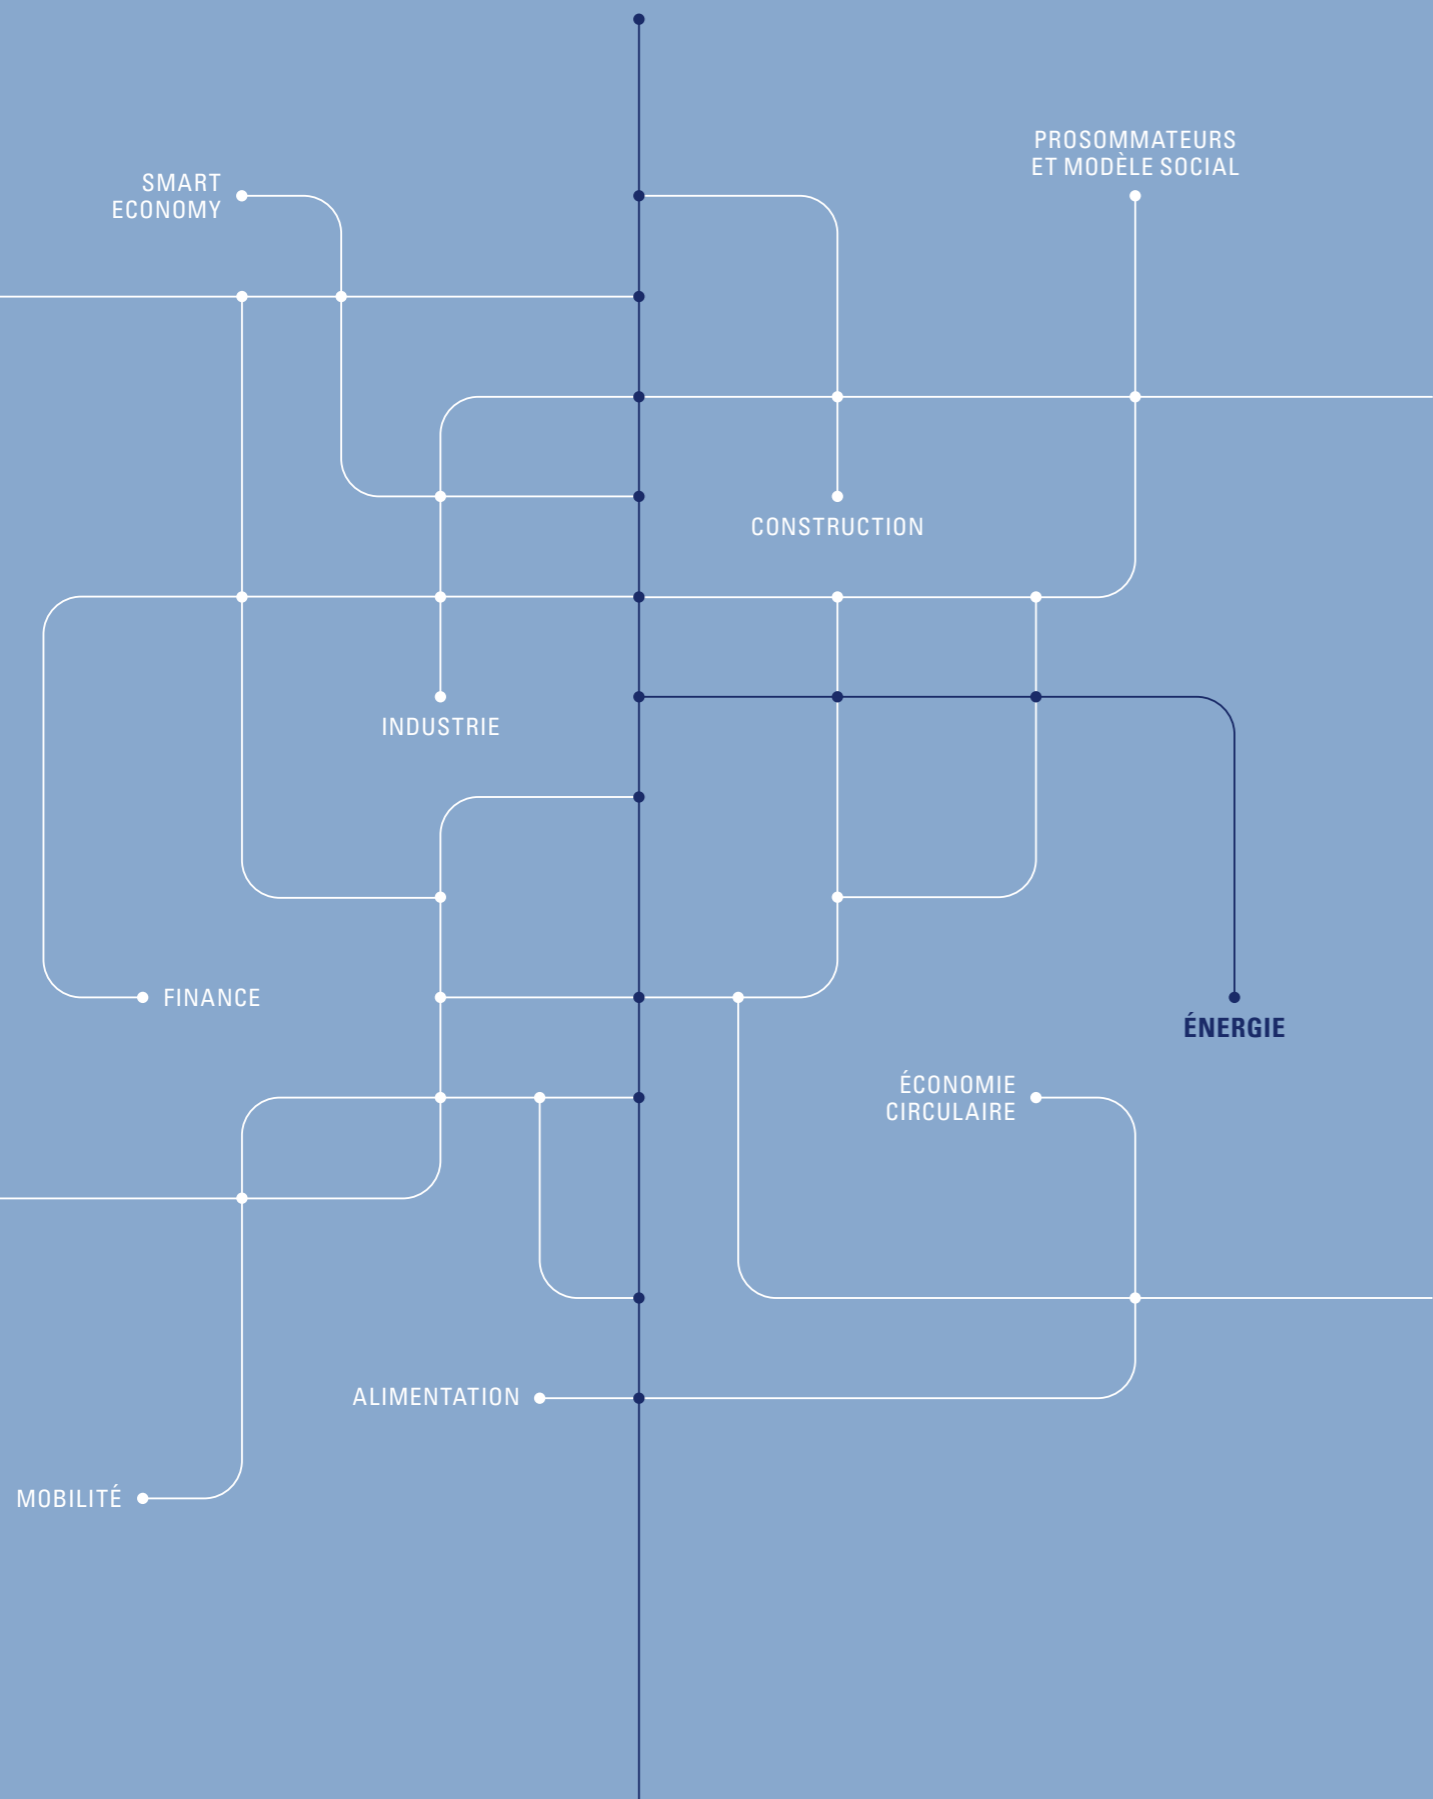 PROSOMMATEURS
ET MODÈLE SOCIAL
SMART
ECONOMY
CONSTRUCTION
INDUSTRIE
FINANCE
ÉNERGIE
ÉCONOMIE
CIRCULAIRE
ALIMENTATION
MOBILITÉ